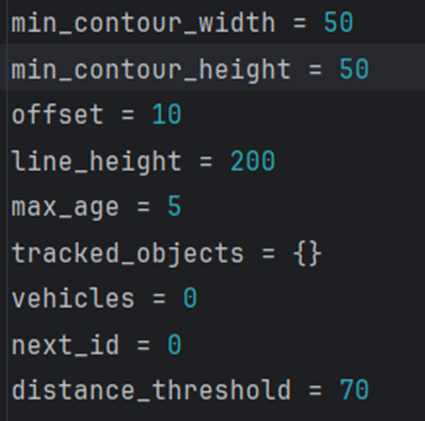 min_contour_width = 50
min_contour_height = 50
offset = 10
line_height = 200
max_age = 5
tracked_objects = {}
vehicles = 0
next_id = 0
distance_threshold = 70